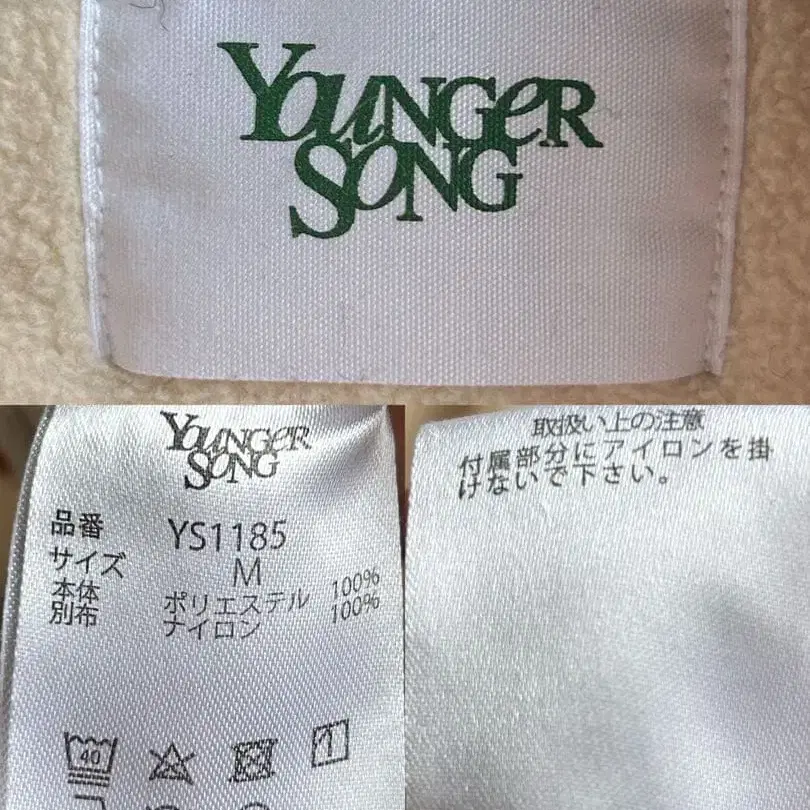 YOUNGER
SONG
YOUNGER
SONG
品番 YS1185
サイズ M
本体 ポリエステル 100%
別布 ナイロン 100%
40
取扱い上の注意
付属部分にアイロンを掛
けないで下さい。